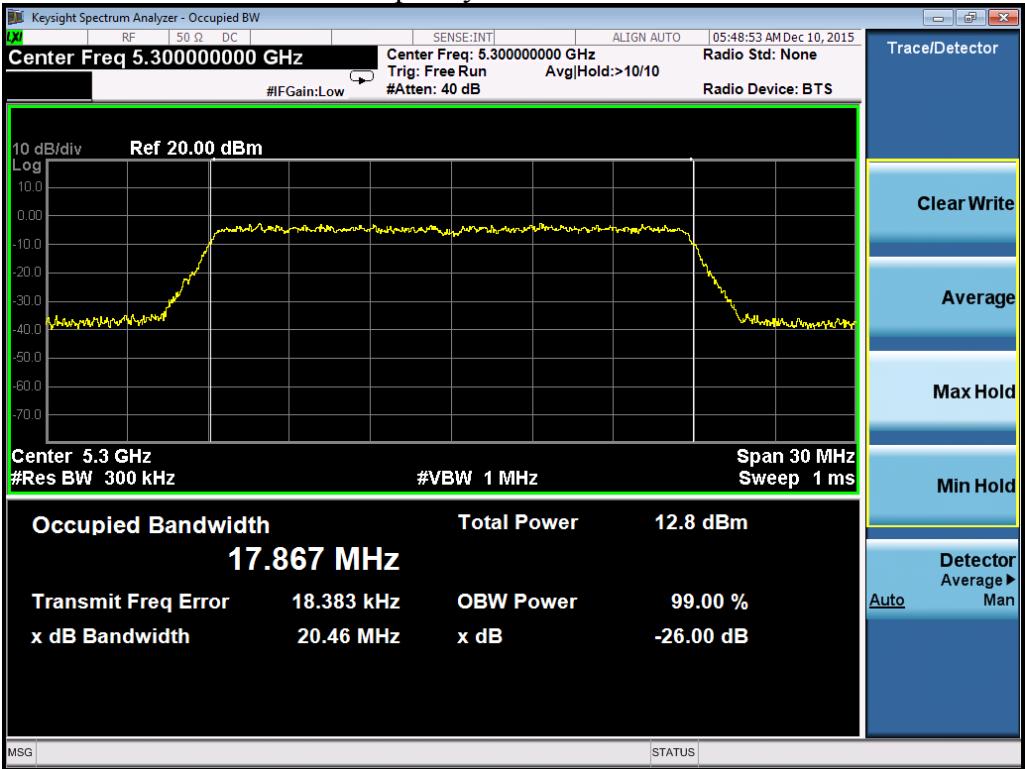 Keysight Spectrum Analyzer - Occupied BW
LXI RF 50 Ω DC SENSE:INT ALIGN AUTO 05:48:53 AM Dec 10, 2015
Center Freq 5.300000000 GHz
Center Freq: 5.300000000 GHz Radio Std: None
Trig: Free Run Avg|Hold:>10/10
#IFGain:Low #Atten: 40 dB Radio Device: BTS
10 dB/div Ref 20.00 dBm
Log
10.0
0.00
-10.0
-20.0
-30.0
-40.0
-50.0
-60.0
-70.0
Center 5.3 GHz Span 30 MHz
#Res BW 300 kHz #VBW 1 MHz Sweep 1 ms
Occupied Bandwidth Total Power 12.8 dBm
17.867 MHz
Transmit Freq Error 18.383 kHz OBW Power 99.00 %
x dB Bandwidth 20.46 MHz x dB -26.00 dB
Trace/Detector
Clear Write
Average
Max Hold
Min Hold
Detector
Average
Auto Man
MSG STATUS